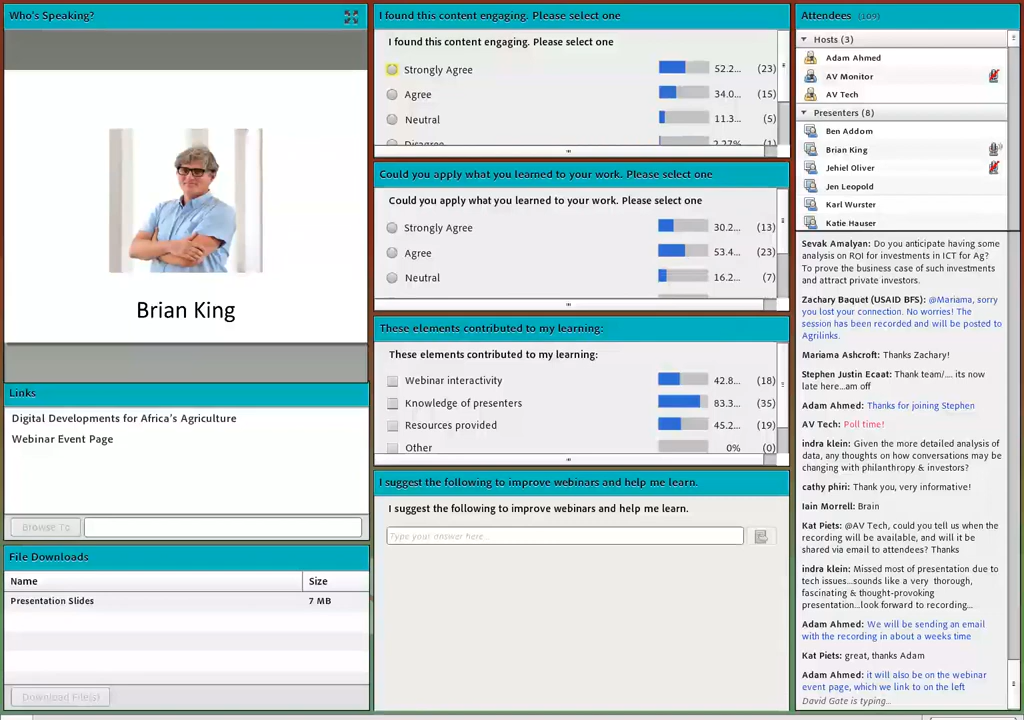 Who's Speaking?
Brian King
Links
Digital Developments for Africa's Agriculture
Webinar Event Page
Browse To
File Downloads
Name Size
Presentation Slides 7 MB
Download File(s)
I found this content engaging. Please select one
I found this content engaging. Please select one
Strongly Agree 52.2... (23)
Agree 34.0... (15)
Neutral 11.3... (5)
Disagree 2.27% (1)
Could you apply what you learned to your work. Please select one
Could you apply what you learned to your work. Please select one
Strongly Agree 30.2... (13)
Agree 53.4... (23)
Neutral 16.2... (7)
These elements contributed to my learning:
These elements contributed to my learning:
Webinar interactivity 42.8... (18)
Knowledge of presenters 83.3... (35)
Resources provided 45.2... (19)
Other 0% (0)
I suggest the following to improve webinars and help me learn.
I suggest the following to improve webinars and help me learn.
Type your answer here...
Attendees (109)
Hosts (3)
Adam Ahmed
AV Monitor
AV Tech
Presenters (8)
Ben Addom
Brian King
Jehiel Oliver
Jen Leopold
Karl Wurster
Katie Hauser
Sevak Amalyan: Do you anticipate having some
analysis on ROI for investments in ICT for Ag?
To prove the business case of such investments
and attract private investors.
Zachary Baquet (USAID BFS): @Mariama, sorry
you lost your connection. No worries! The
session has been recorded and will be posted to
Agrilinks.
Mariama Ashcroft: Thanks Zachary!
Stephen Justin Ecaat: Thank team/.... its now
late here...am off
Adam Ahmed: Thanks for joining Stephen
AV Tech: Poll time!
indra klein: Given the more detailed analysis of
data, any thoughts on how conversations may be
changing with philanthropy & investors?
cathy phiri: Thank you, very informative!
Iain Morrell: Brain
Kat Piets: @AV Tech, could you tell us when the
recording will be available, and will it be
shared via email to attendees? Thanks
indra klein: Missed most of presentation due to
tech issues...sounds like a very thorough,
fascinating & thought-provoking
presentation...look forward to recording...
Adam Ahmed: We will be sending an email
with the recording in about a weeks time
Kat Piets: great, thanks Adam
Adam Ahmed: it will also be on the webinar
event page, which we link to on the left
David Gate is typing...